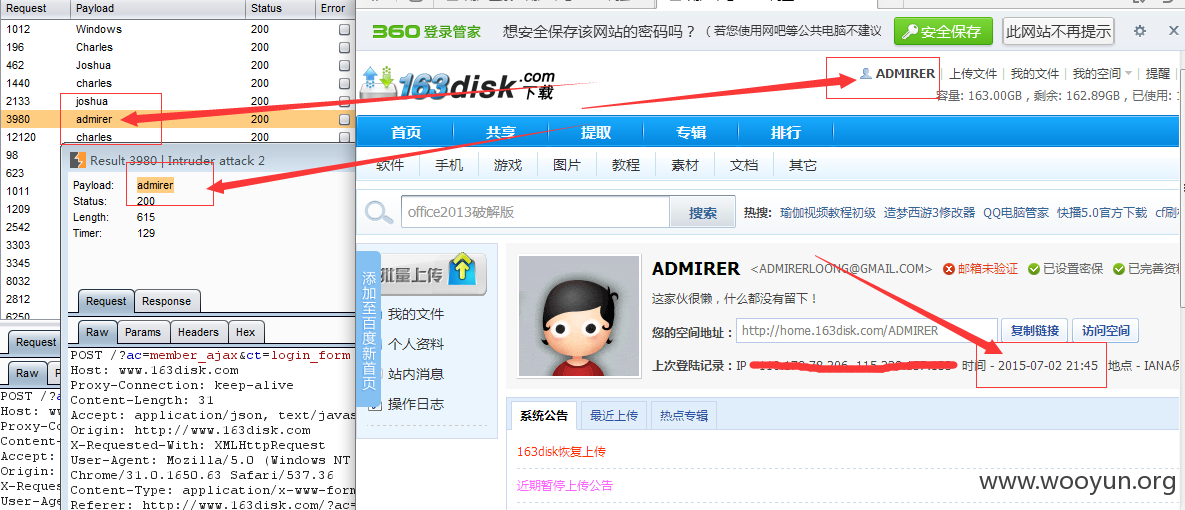 Request Payload Status Error
1012 Windows 200
196 Charles 200
462 Joshua 200
1440 charles 200
2133 joshua 200
3980 admirer 200
12120 charles 200
98
623
1011
1209
2542
3303
3345
8032
2812
6250
Result 3980 | Intruder attack 2
Payload: admirer
Status: 200
Length: 615
Timer: 129
Request Response
Raw Params Headers Hex
POST /?ac=member_ajax&ct=login_form
Host: www.163disk.com
Proxy-Connection: keep-alive
Content-Length: 31
Accept: application/json, text/javas
Origin: http://www.163disk.com
X-Requested-With: XMLHttpRequest
User-Agent: Mozilla/5.0 (Windows NT
Chrome/31.0.1650.63 Safari/537.36
Content-Type: application/x-www-form
Referer: http://www.163disk.com/?ac=
Request
Raw
POST /?a
Host: ww
Proxy-Co
Content-
Accept:
Origin:
X-Reques
User-Age
360 登录管家 想安全保存该网站的密码吗？ （若您使用网吧等公共电脑不建议 安全保存 此网站不再提示
163disk.com 下载
ADMIRER 上传文件 我的文件 我的空间 提醒
容量: 163.00GB , 剩余: 162.89GB , 已使用:
首页 共享 提取 专辑 排行
软件 手机 游戏 图片 教程 素材 文档 其它
office2013破解版 搜索 热搜: 瑜伽视频教程初级 造梦西游3修改器 QQ电脑管家 快播5.0官方下载 cf刷枪
添加至百度新首页
批量上传
我的文件
个人资料
站内消息
操作日志
ADMIRER <ADMIRERLOONG@GMAIL.COM> 邮箱未验证 已设置密保 已完善资料
这家伙很懒，什么都没有留下！
您的空间地址： http://home.163disk.com/ADMIRER 复制链接 访问空间
上次登陆记录：IP 时间 - 2015-07-02 21:45 地点 - IANA保
系统公告 最近上传 热点专辑
163disk恢复上传
近期暂停上传公告
www.wooyun.org